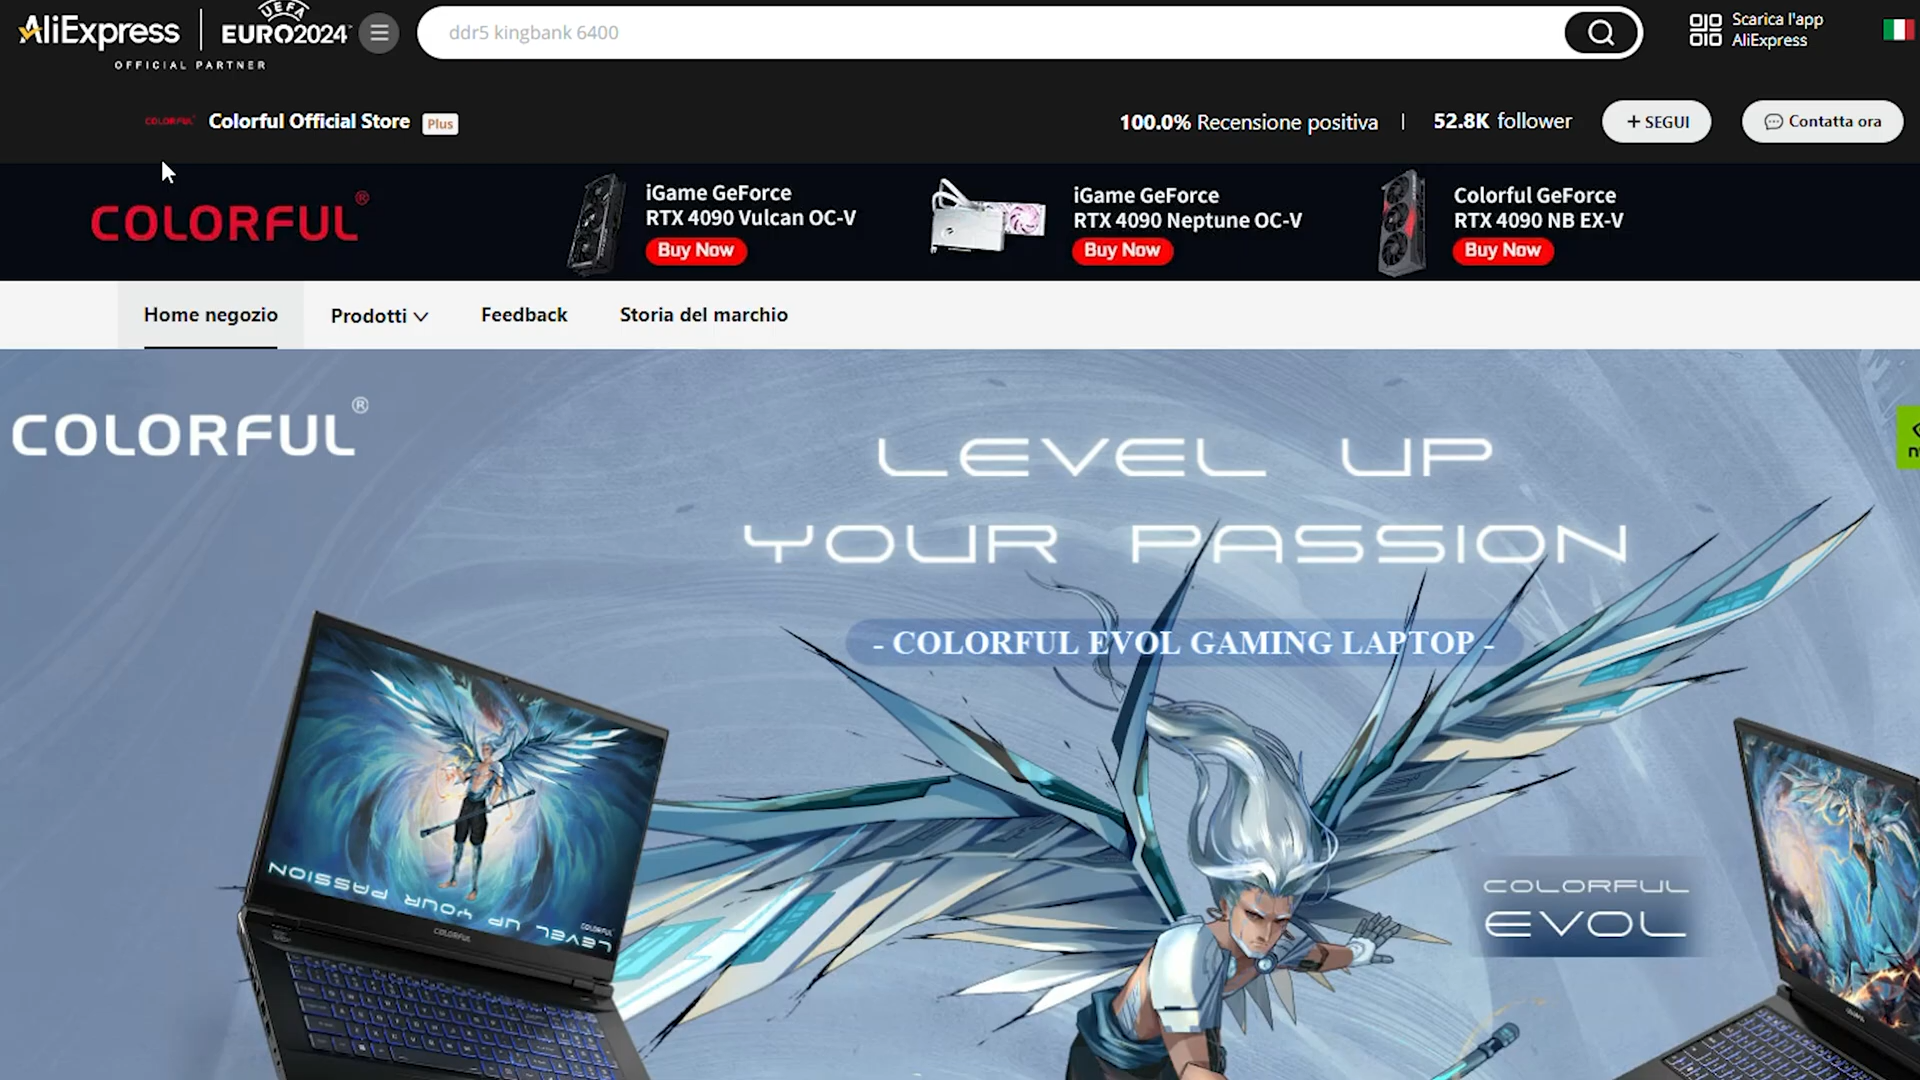 AliExpress
UEFA
EURO2024
OFFICIAL PARTNER
ddr5 kingbank 6400
Scarica l'app
AliExpress
COLORFUL
Colorful Official Store Plus
100.0% Recensione positiva | 52.8K follower
+ SEGUI
Contatta ora
COLORFUL®
iGame GeForce
RTX 4090 Vulcan OC-V
Buy Now
iGame GeForce
RTX 4090 Neptune OC-V
Buy Now
Colorful GeForce
RTX 4090 NB EX-V
Buy Now
Home negozio
Prodotti
Feedback
Storia del marchio
COLORFUL®
LEVEL UP
YOUR PASSION
- COLORFUL EVOL GAMING LAPTOP -
LEVEL UP YOUR PASSION
COLORFUL
COLORFUL
COLORFUL
EVOL